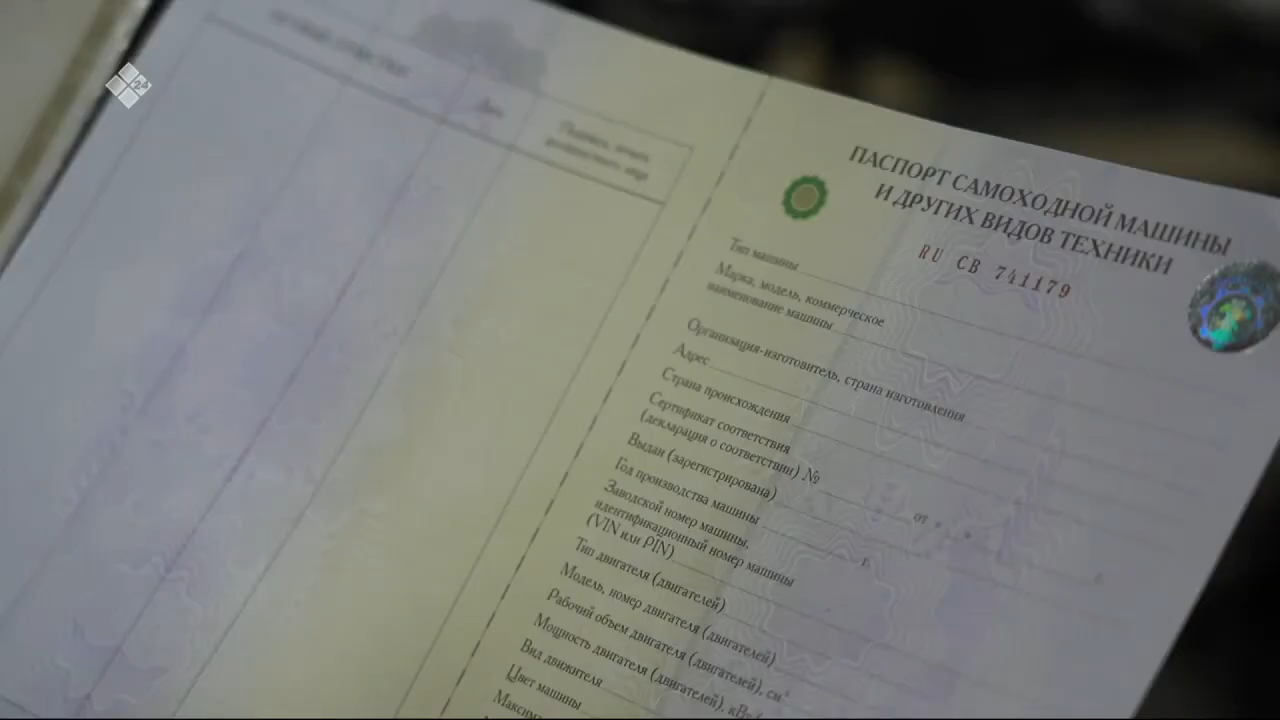 24
ПАСПОРТ САМОХОДНОЙ МАШИНЫ
И ДРУГИХ ВИДОВ ТЕХНИКИ
RU СВ 741179
Тип машины
Марка, модель, коммерческое
наименование машины
Организация-изготовитель, страна изготовления
Адрес
Страна происхождения
Сертификат соответствия
(декларация о соответствии) №
от
Выдан (зарегистрирована)
Год производства машины
г.
Заводской номер машины,
идентификационный номер машины
(VIN или PIN)
Тип двигателя (двигателей)
Модель, номер двигателя (двигателей)
Рабочий объем двигателя (двигателей), см³
Мощность двигателя (двигателей), кВт
Вид движителя
Цвет машины